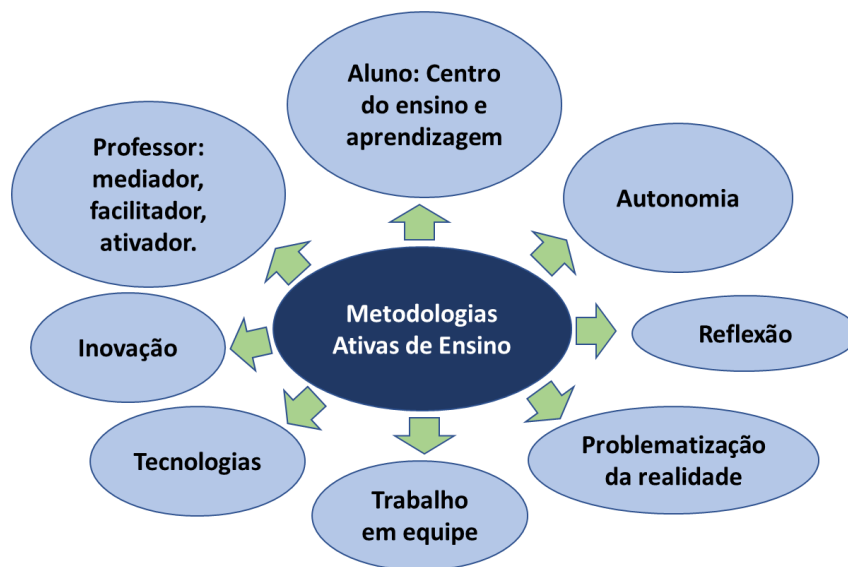 Aluno: Centro
do ensino e
aprendizagem
Professor:
mediador,
facilitador,
ativador.
Autonomia
Metodologias
Ativas de Ensino
Inovação
Reflexão
Tecnologias
Problematização
da realidade
Trabalho
em equipe